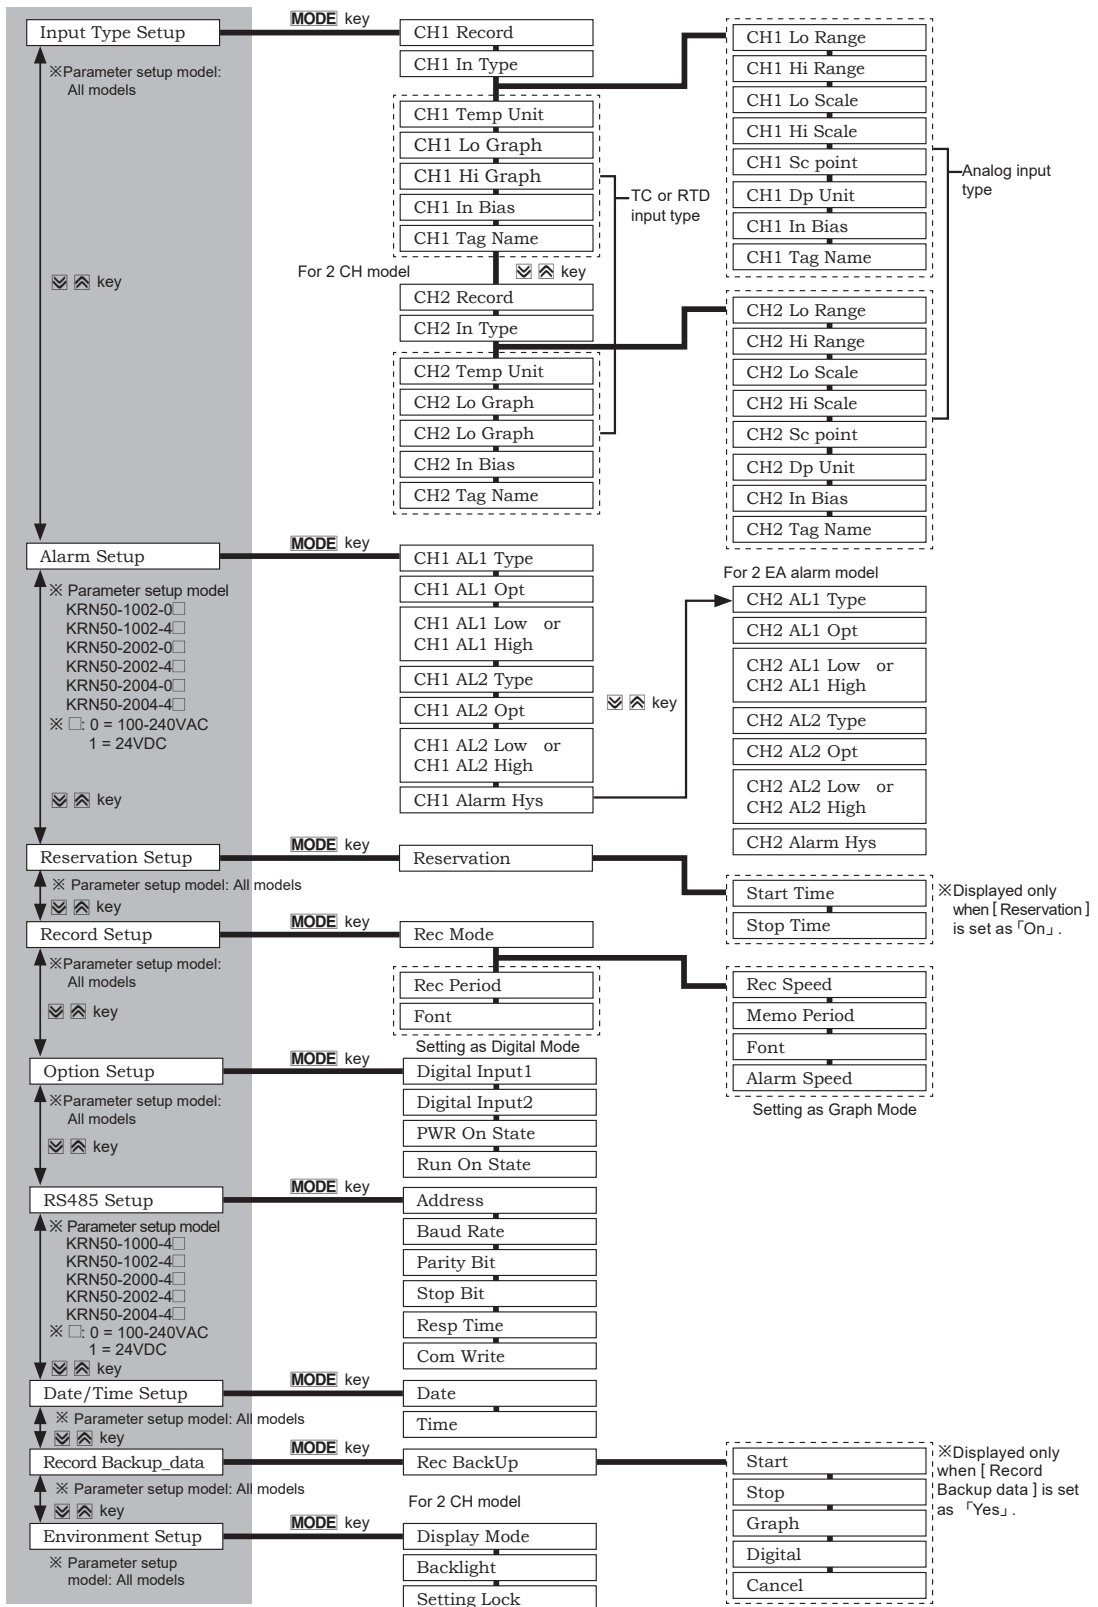 Input Type Setup
MODE key
※Parameter setup model:
All models
key
CH1 Record
CH1 In Type
CH1 Temp Unit
CH1 Lo Graph
CH1 Hi Graph
CH1 In Bias
CH1 Tag Name
TC or RTD
input type
For 2 CH model
key
CH2 Record
CH2 In Type
CH2 Temp Unit
CH2 Lo Graph
CH2 Lo Graph
CH2 In Bias
CH2 Tag Name
CH1 Lo Range
CH1 Hi Range
CH1 Lo Scale
CH1 Hi Scale
CH1 Sc point
CH1 Dp Unit
CH1 In Bias
CH1 Tag Name
Analog input
type
CH2 Lo Range
CH2 Hi Range
CH2 Lo Scale
CH2 Hi Scale
CH2 Sc point
CH2 Dp Unit
CH2 In Bias
CH2 Tag Name
Alarm Setup
MODE key
※ Parameter setup model
KRN50-1002-0□
KRN50-1002-4□
KRN50-2002-0□
KRN50-2002-4□
KRN50-2004-0□
KRN50-2004-4□
※ □: 0 = 100-240VAC
1 = 24VDC
key
CH1 AL1 Type
CH1 AL1 Opt
CH1 AL1 Low or
CH1 AL1 High
CH1 AL2 Type
CH1 AL2 Opt
CH1 AL2 Low or
CH1 AL2 High
CH1 Alarm Hys
key
For 2 EA alarm model
CH2 AL1 Type
CH2 AL1 Opt
CH2 AL1 Low or
CH2 AL1 High
CH2 AL2 Type
CH2 AL2 Opt
CH2 AL2 Low or
CH2 AL2 High
CH2 Alarm Hys
Reservation Setup
MODE key
※ Parameter setup model: All models
key
Reservation
Start Time
Stop Time
※Displayed only
when [ Reservation ]
is set as「On」.
Record Setup
MODE key
※Parameter setup model:
All models
key
Rec Mode
Rec Period
Font
Setting as Digital Mode
Rec Speed
Memo Period
Font
Alarm Speed
Setting as Graph Mode
Option Setup
MODE key
※Parameter setup model:
All models
key
Digital Input1
Digital Input2
PWR On State
Run On State
RS485 Setup
MODE key
※ Parameter setup model
KRN50-1000-4□
KRN50-1002-4□
KRN50-2000-4□
KRN50-2002-4□
KRN50-2004-4□
※ □: 0 = 100-240VAC
1 = 24VDC
key
Address
Baud Rate
Parity Bit
Stop Bit
Resp Time
Com Write
Date/Time Setup
MODE key
※ Parameter setup model: All models
key
Date
Time
Record Backup_data
MODE key
※ Parameter setup model: All models
key
Rec BackUp
Start
Stop
Graph
Digital
Cancel
※Displayed only
when [ Record
Backup data ] is set
as 「Yes」.
Environment Setup
MODE key
※ Parameter setup
model: All models
For 2 CH model
Display Mode
Backlight
Setting Lock